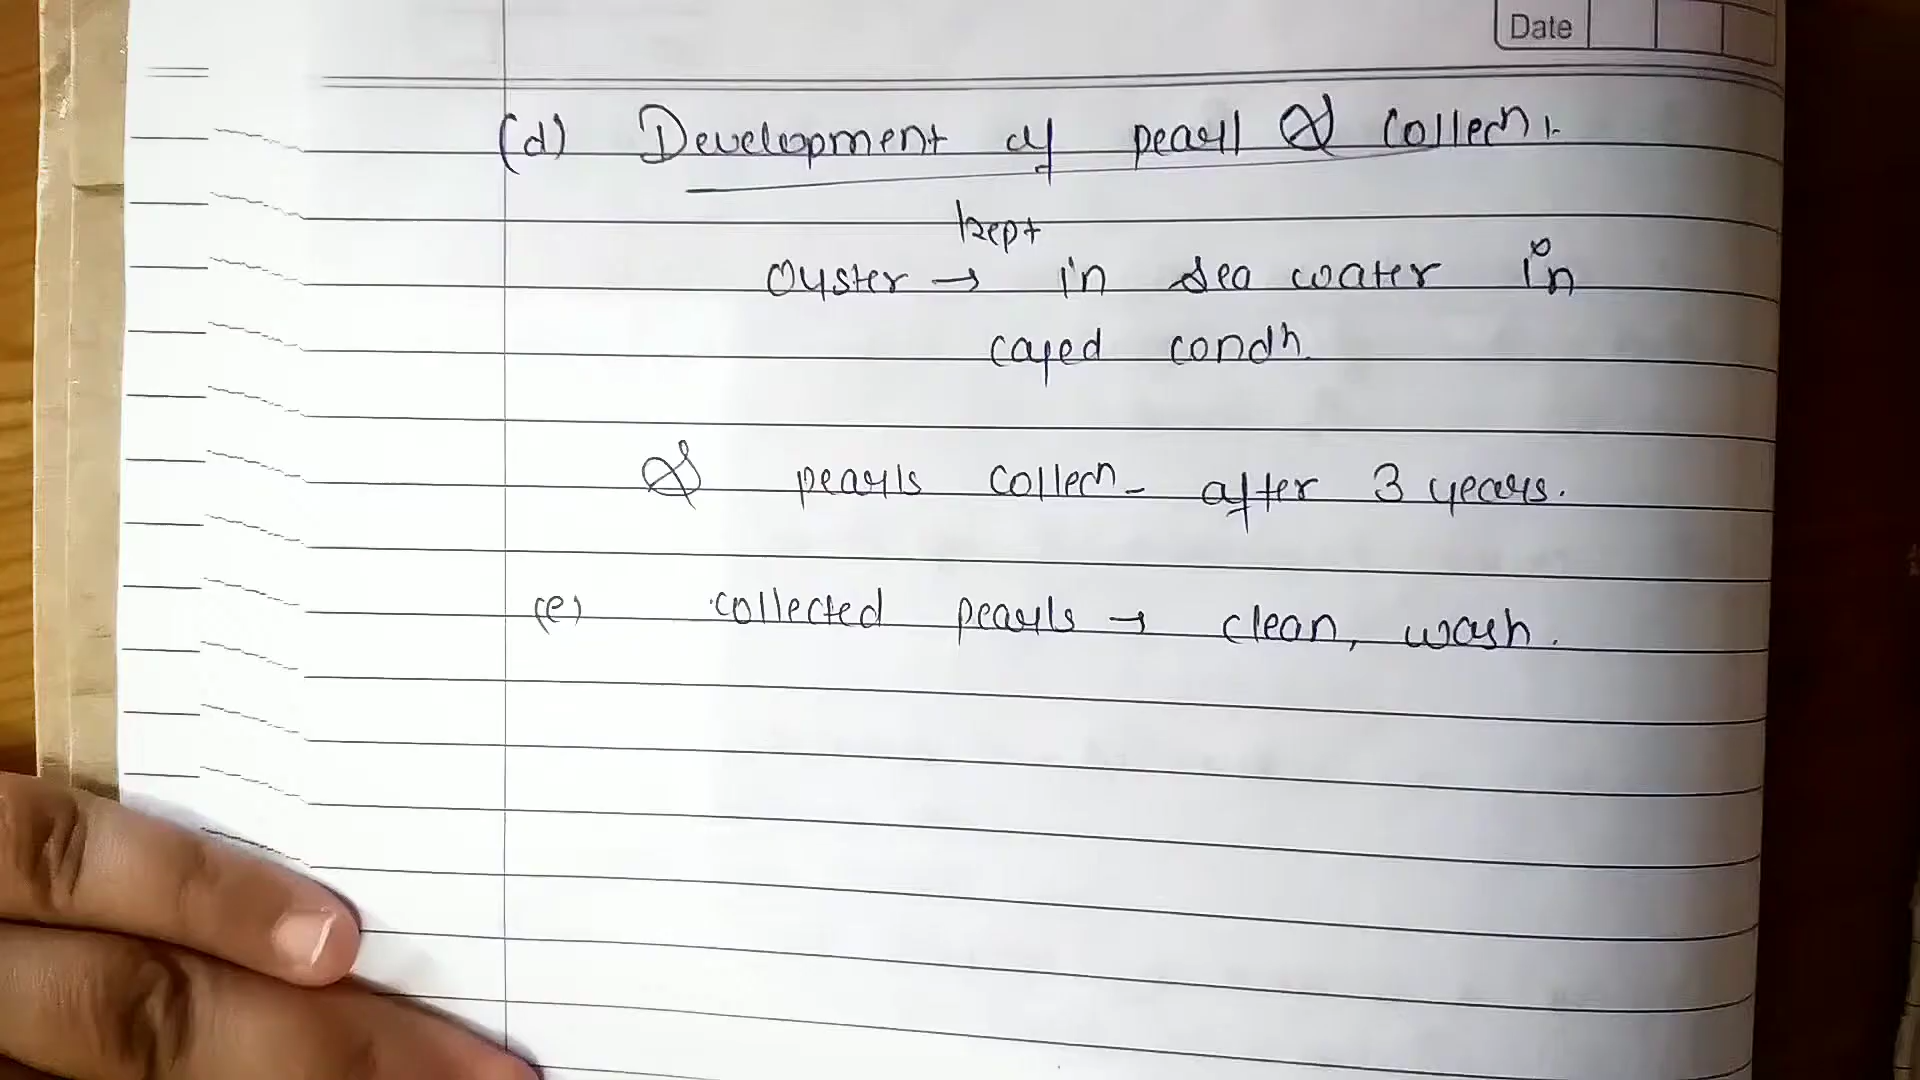 Date
(d) Development of pearl & collecn.
kept
Oyster → in sea water in
caged condn.
& pearls collecn - after 3 years.
(e) collected pearls → clean, wash.